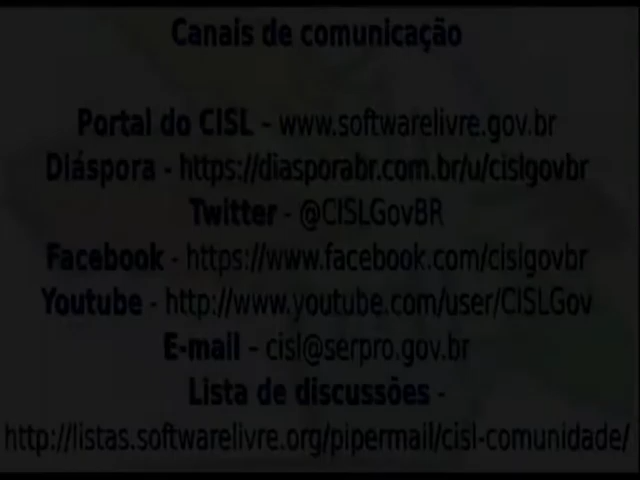 Canais de comunicação
Portal do CISL - www.softwarelivre.gov.br
Diáspora - https://diasporabr.com.br/u/cislgovbr
Twitter - @CISLGovBR
Facebook - https://www.facebook.com/cislgovbr
Youtube - http://www.youtube.com/user/CISLGov
E-mail - cisl@serpro.gov.br
Lista de discussões -
http://listas.softwarelivre.org/pipermail/cisl-comunidade/